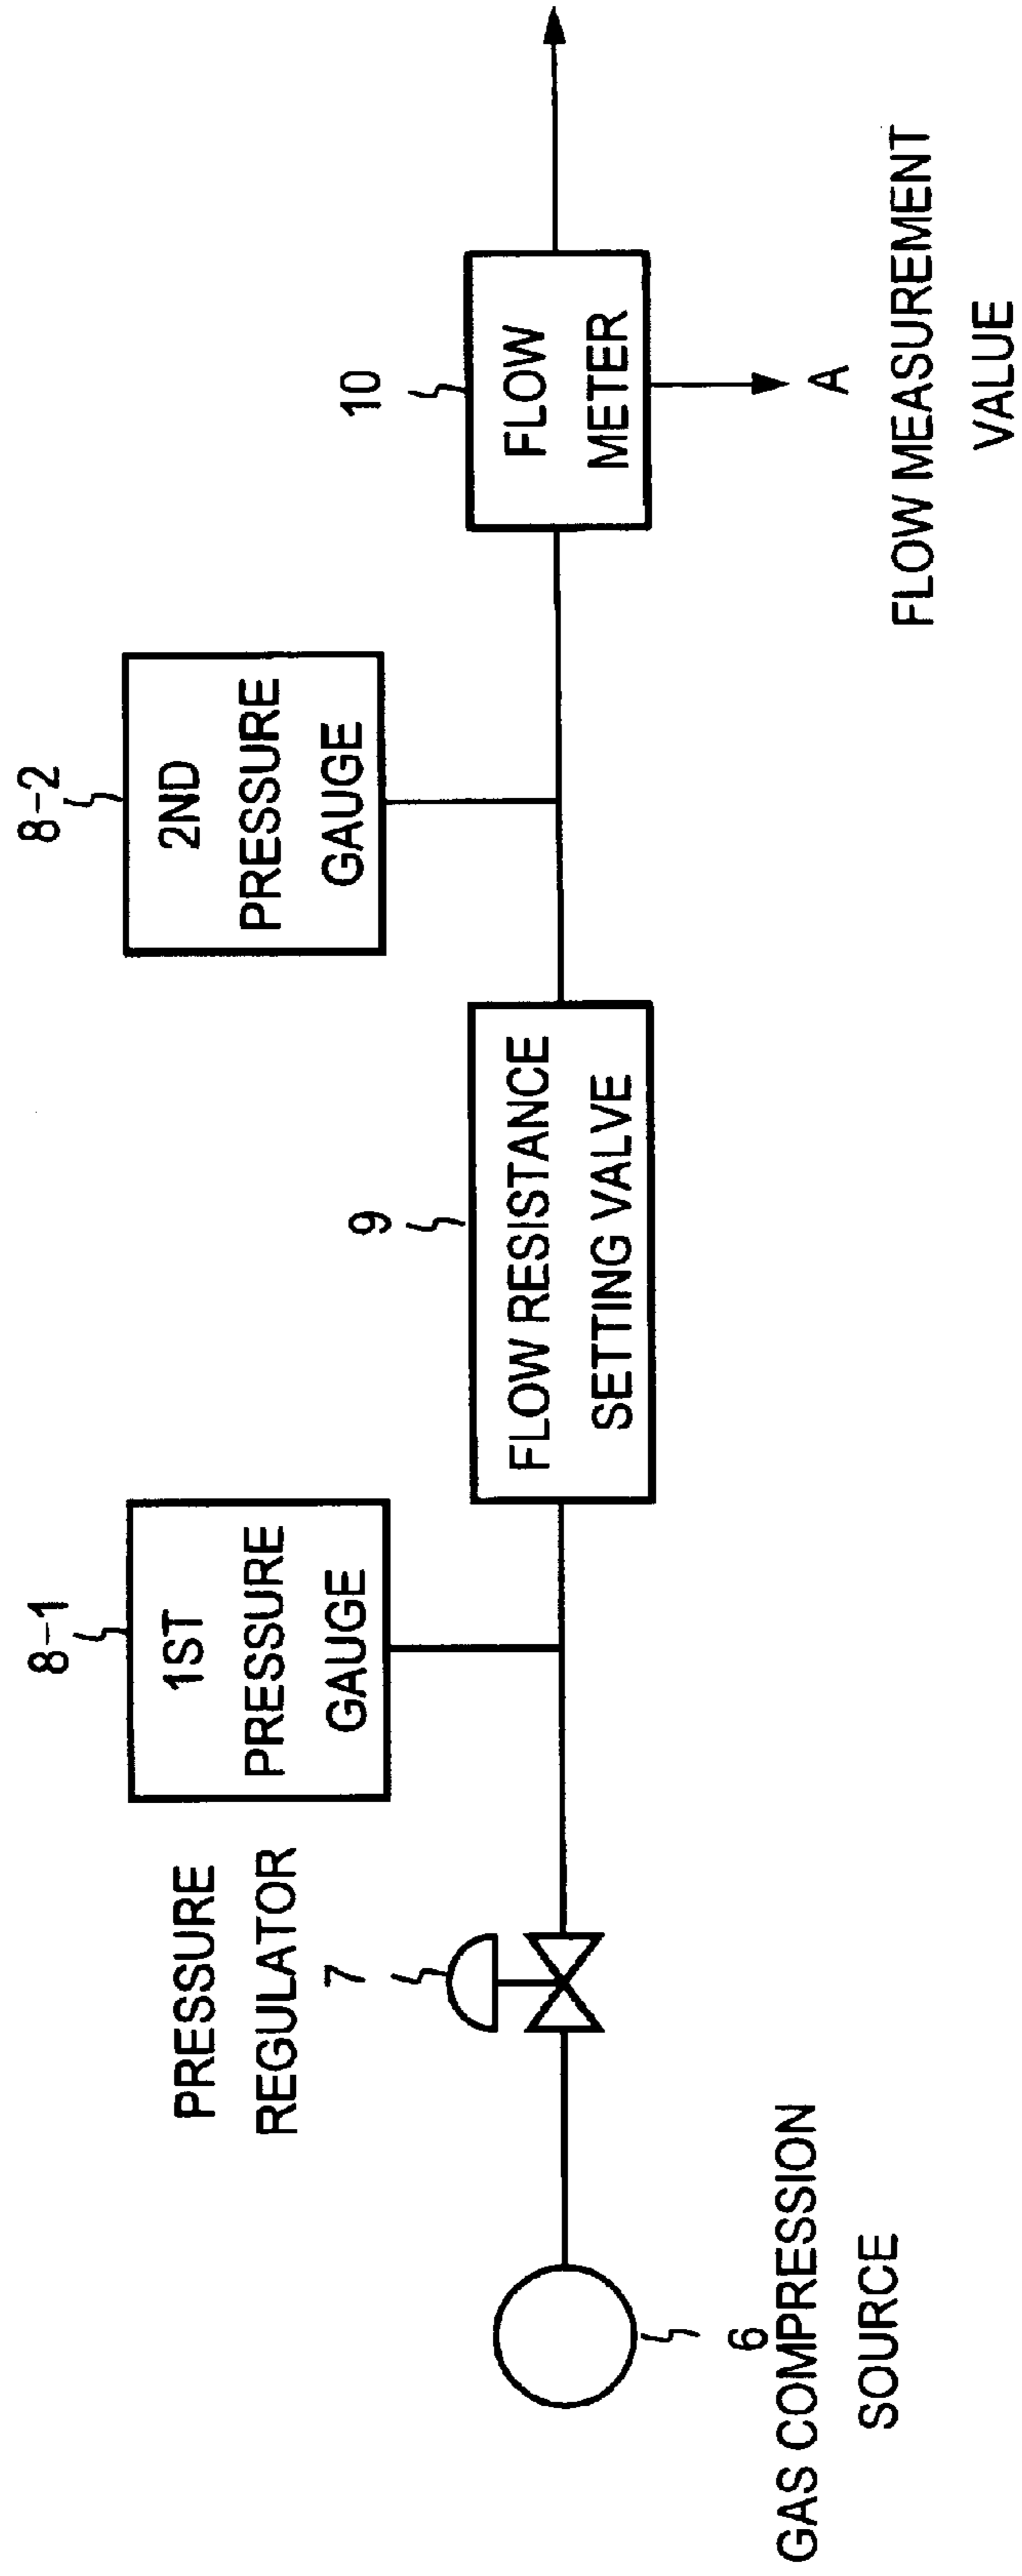 8-1
1ST
PRESSURE
GAUGE
8-2
2ND
PRESSURE
GAUGE
PRESSURE
REGULATOR
7
9
FLOW RESISTANCE
SETTING VALVE
10
FLOW
METER
6
GAS COMPRESSION
SOURCE
A
FLOW MEASUREMENT
VALUE